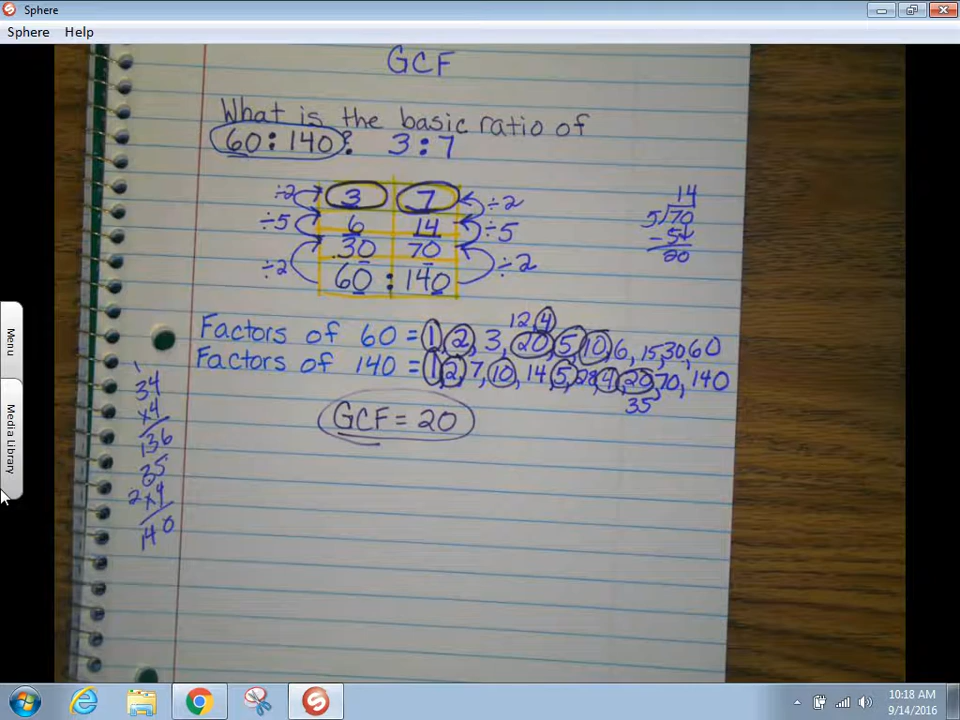 Sphere
Sphere Help
GCF
What is the basic ratio of
60:140? 3:7
÷2 3 7 ÷2
÷5 6 14 ÷5
30 70
÷2 60 : 140 ÷2
14
5)70
-5↓
20
12, 4
Factors of 60 = 1, 2, 3, 20, 5, 10, 6, 15, 30, 60
Factors of 140 = 1, 2, 7, 10, 14, 5, 28, 4, 20, 70, 140
35
GCF = 20
1
34
x4
136
35
2 x4
140
Menu
Media Library
10:18 AM
9/14/2016